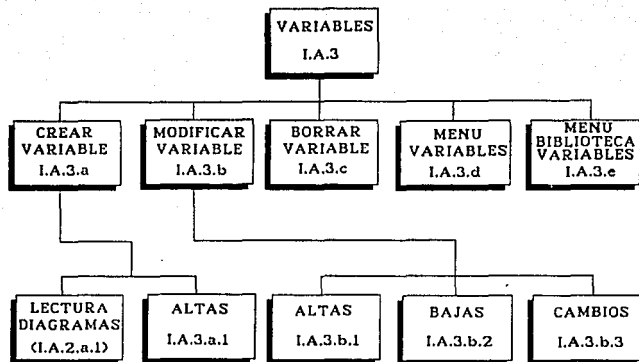 VARIABLES
I.A.3
CREAR
VARIABLE
I.A.3.a
MODIFICAR
VARIABLE
I.A.3.b
BORRAR
VARIABLE
I.A.3.c
MENU
VARIABLES
I.A.3.d
MENU
BIBLIOTECA
VARIABLES
I.A.3.e
LECTURA
DIAGRAMAS
(I.A.2.a.1)
ALTAS
I.A.3.a.1
ALTAS
I.A.3.b.1
BAJAS
I.A.3.b.2
CAMBIOS
I.A.3.b.3